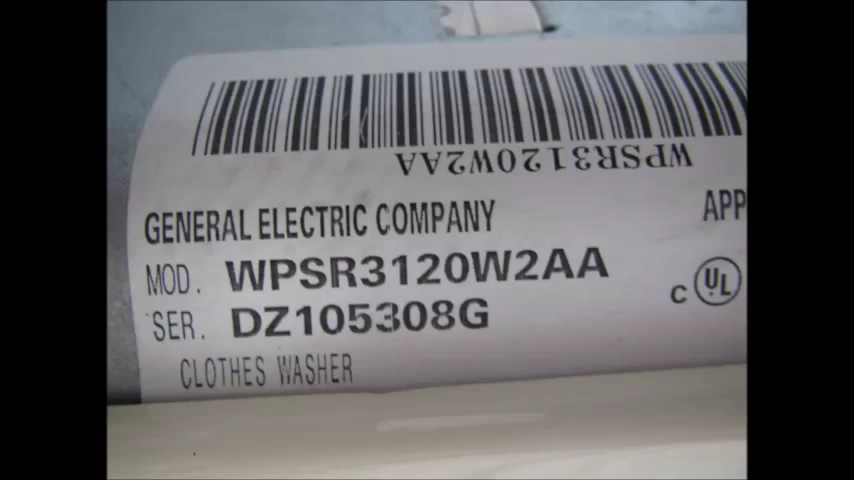 WPSR3120W2AA
GENERAL ELECTRIC COMPANY
APP
MOD. WPSR3120W2AA
C UL
SER. DZ105308G
CLOTHES WASHER